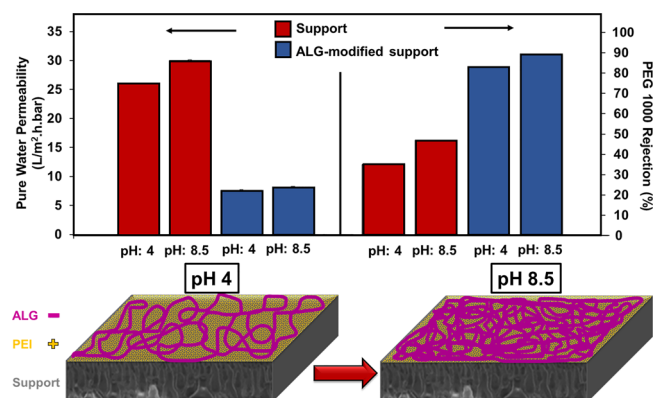 Pure Water Permeability
(L/m².h.bar)
35
30
25
20
15
10
5
0
Support
ALG-modified support
100
90
80
70
60
50
40
30
20
10
0
PEG 1000 Rejection (%)
pH: 4 pH: 8.5 pH: 4 pH: 8.5 pH: 4 pH: 8.5 pH: 4 pH: 8.5
pH 4
pH 8.5
ALG -
PEI +
Support